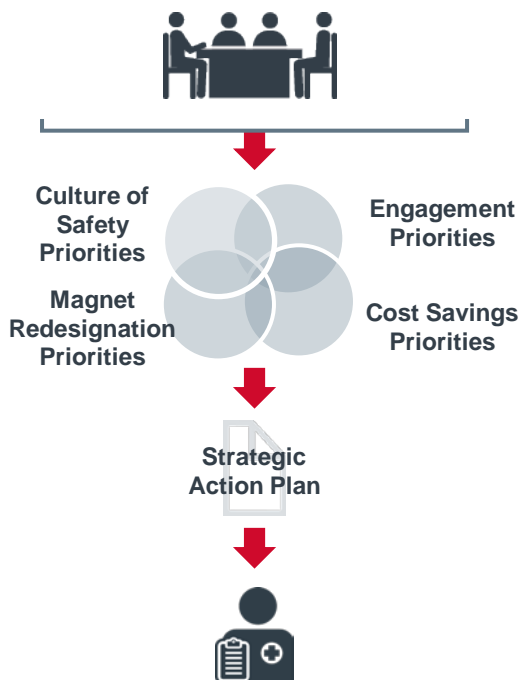 Culture of
Safety
Priorities
Engagement
Priorities
Magnet
Redesignation
Priorities
Cost Savings
Priorities
Strategic
Action Plan